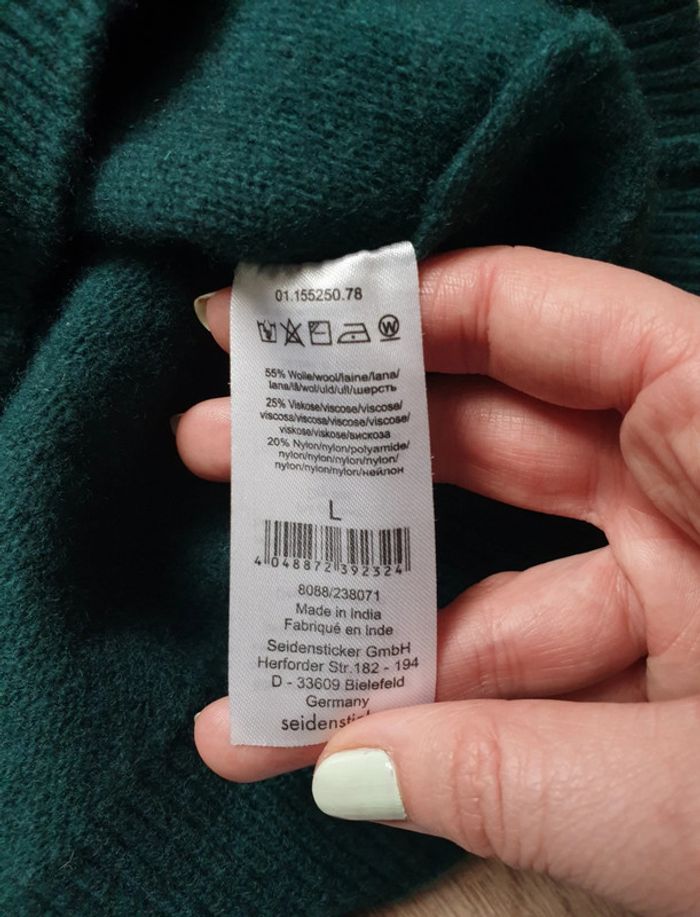 01.155250.78
W
55% Wolle/wool/laine/lana/
lana/lã/wol/uld/ull/шерсть
25% Viskose/viscose/viscose/
viscosa/viscosa/viscose/viscose/
viskose/viskose/вискоза
20% Nylon/nylon/polyamide/
nylon/nylon/nylon/nylon/
nylon/nylon/nylon/нейлон
L
4 048872 392324
8088/238071
Made in India
Fabriqué en Inde
Seidensticker GmbH
Herforder Str.182 - 194
D - 33609 Bielefeld
Germany